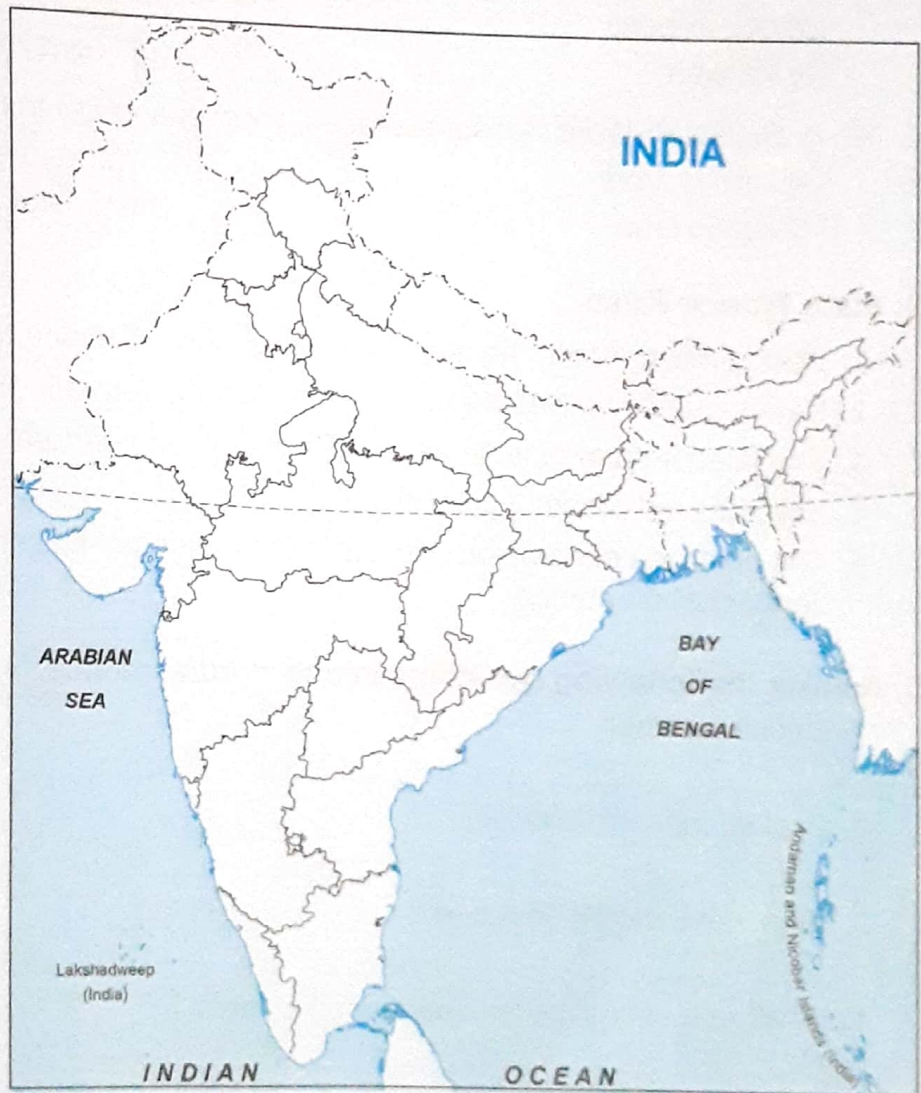 INDIA
ARABIAN
SEA
BAY
OF
BENGAL
Andaman and Nicobar Islands (India)
Lakshadweep
(India)
INDIAN OCEAN